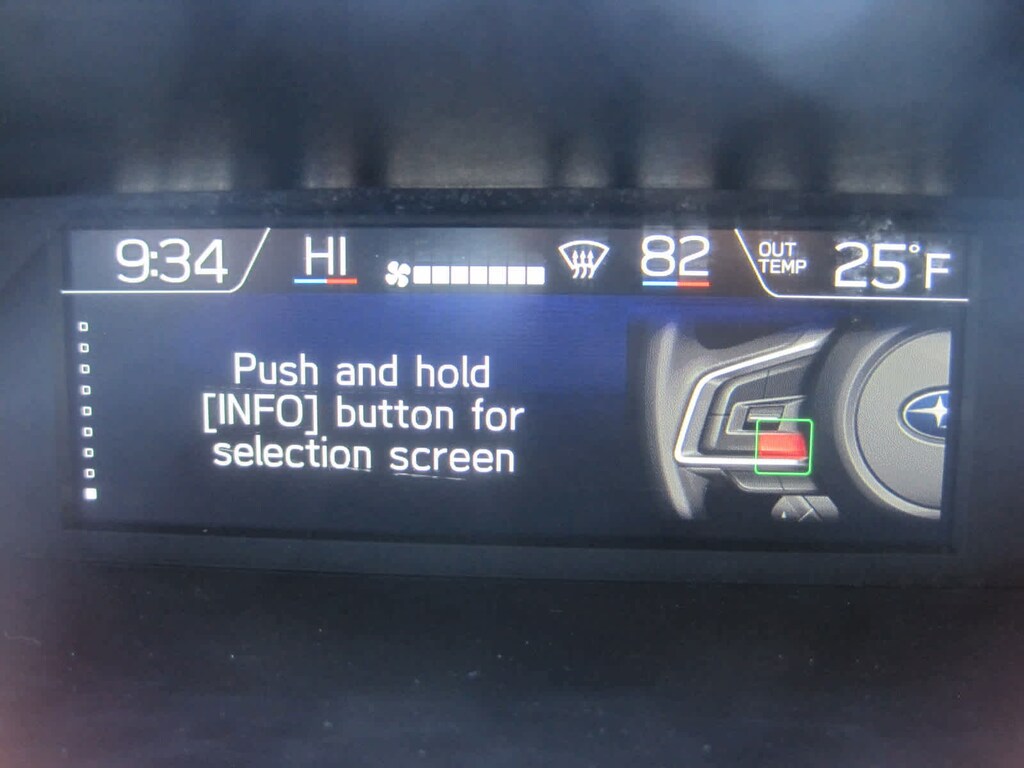 9:34 HI 82 OUT TEMP 25°F
Push and hold
[INFO] button for
selection screen